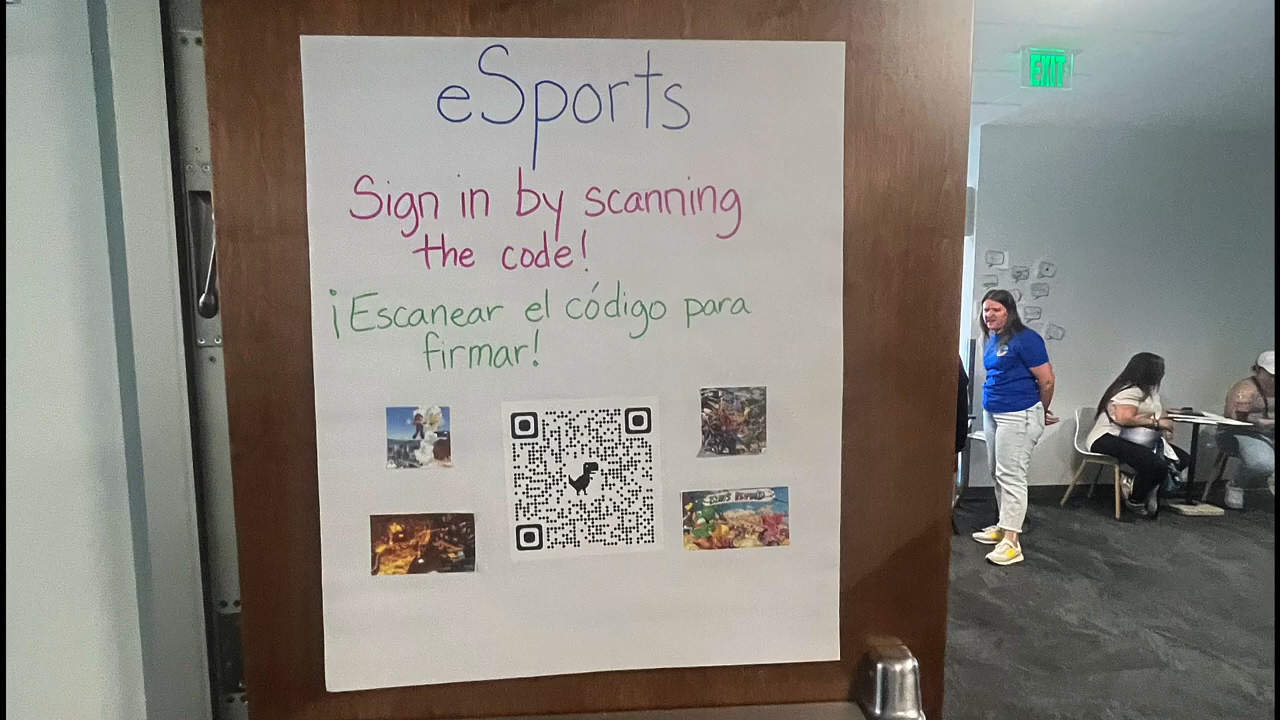 eSports
Sign in by scanning
the code!
¡Escanear el código para
firmar!
EXIT